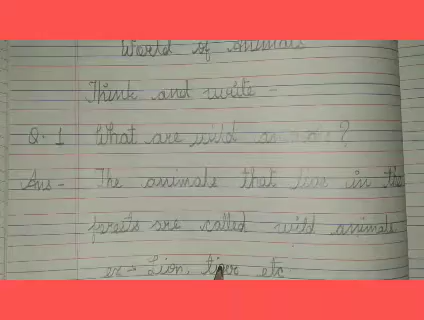 World of Animals
Think and write -
Q. 1 What are wild animals?
Ans - The animals that live in the
forests are called wild animals
ex → Lion, tiger etc